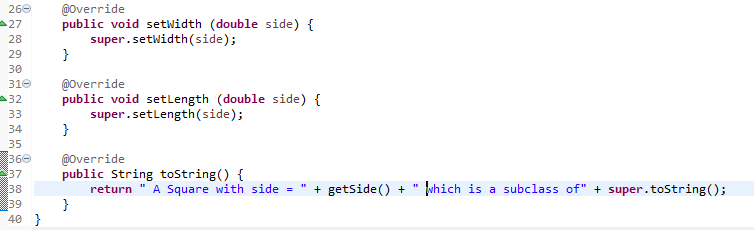 26 @Override
27 public void setWidth (double side) {
28 super.setWidth(side);
29 }
30
31 @Override
32 public void setLength (double side) {
33 super.setLength(side);
34 }
35
36 @Override
37 public String toString() {
38 return " A Square with side = " + getSide() + " which is a subclass of" + super.toString();
39 }
40 }